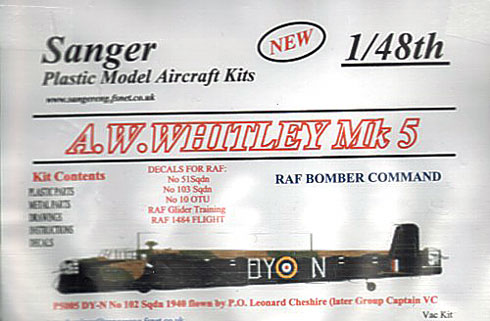 Sanger
NEW
1/48th
Plastic Model Aircraft Kits
www.sangereng.fsnet.co.uk
A.W.WHITLEY Mk 5
Kit Contents
PLASTIC PARTS
METAL PARTS
DRAWINGS
INSTRUCTIONS
DECALS
DECALS FOR RAF:
No 51Sqdn
No 103 Sqdn
No 10 OTU
RAF Glider Training
RAF 1484 FLIGHT
RAF BOMBER COMMAND
DY N
P5005 DY-N No 102 Sqdn 1940 flown by P.O. Leonard Cheshire (later Group Captain VC
Vac Kit